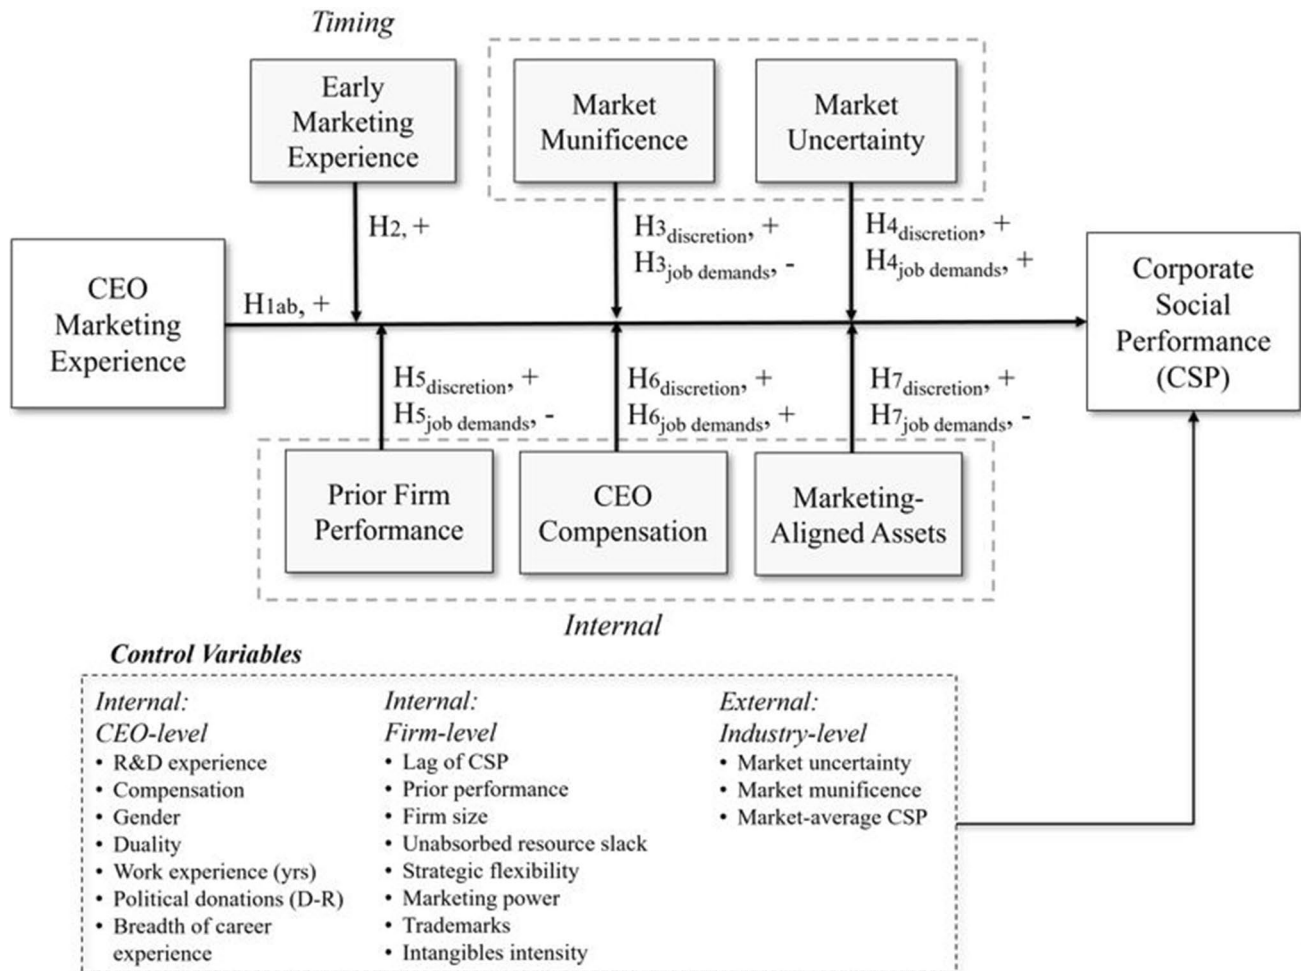 Timing
Early
Marketing
Experience
Market
Munificence
Market
Uncertainty
H2, +
H3discretion, +
H3job demands, -
H4discretion, +
H4job demands, +
CEO
Marketing
Experience
H1ab, +
Corporate
Social
Performance
(CSP)
H5discretion, +
H5job demands, -
H6discretion, +
H6job demands, +
H7discretion, +
H7job demands, -
Prior Firm
Performance
CEO
Compensation
Marketing-
Aligned Assets
Internal
Control Variables
Internal:
CEO-level
• R&D experience
• Compensation
• Gender
• Duality
• Work experience (yrs)
• Political donations (D-R)
• Breadth of career
experience
Internal:
Firm-level
• Lag of CSP
• Prior performance
• Firm size
• Unabsorbed resource slack
• Strategic flexibility
• Marketing power
• Trademarks
• Intangibles intensity
External:
Industry-level
• Market uncertainty
• Market munificence
• Market-average CSP